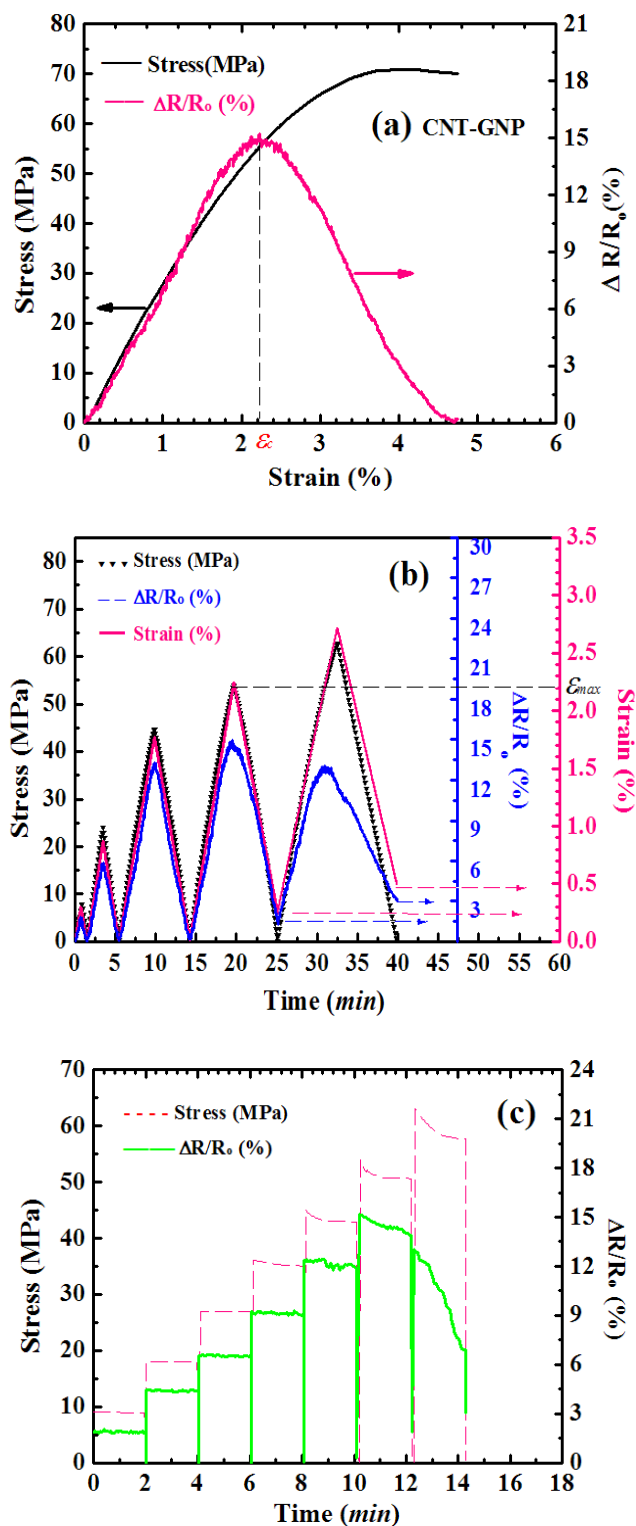 (a) CNT-GNP
Stress(MPa)
ΔR/R₀ (%)
Stress (MPa)
80
70
60
50
40
30
20
10
0
21
18
15
12
9
6
3
0
Δ R/R₀(%)
0 1 2 εc 3 4 5 6
Strain (%)
(b)
Stress (MPa)
ΔR/R₀ (%)
Strain (%)
Stress (MPa)
80
70
60
50
40
30
20
10
0
30
27
24
21
18
15
12
9
6
3
ΔR/R₀ (%)
3.5
3.0
2.5
2.0
1.5
1.0
0.5
0.0
εmax
Strain (%)
0 5 10 15 20 25 30 35 40 45 50 55 60
Time (min)
(c)
Stress (MPa)
ΔR/R₀ (%)
Stress (MPa)
70
60
50
40
30
20
10
0
24
21
18
15
12
9
6
3
0
ΔR/R₀ (%)
0 2 4 6 8 10 12 14 16 18
Time (min)